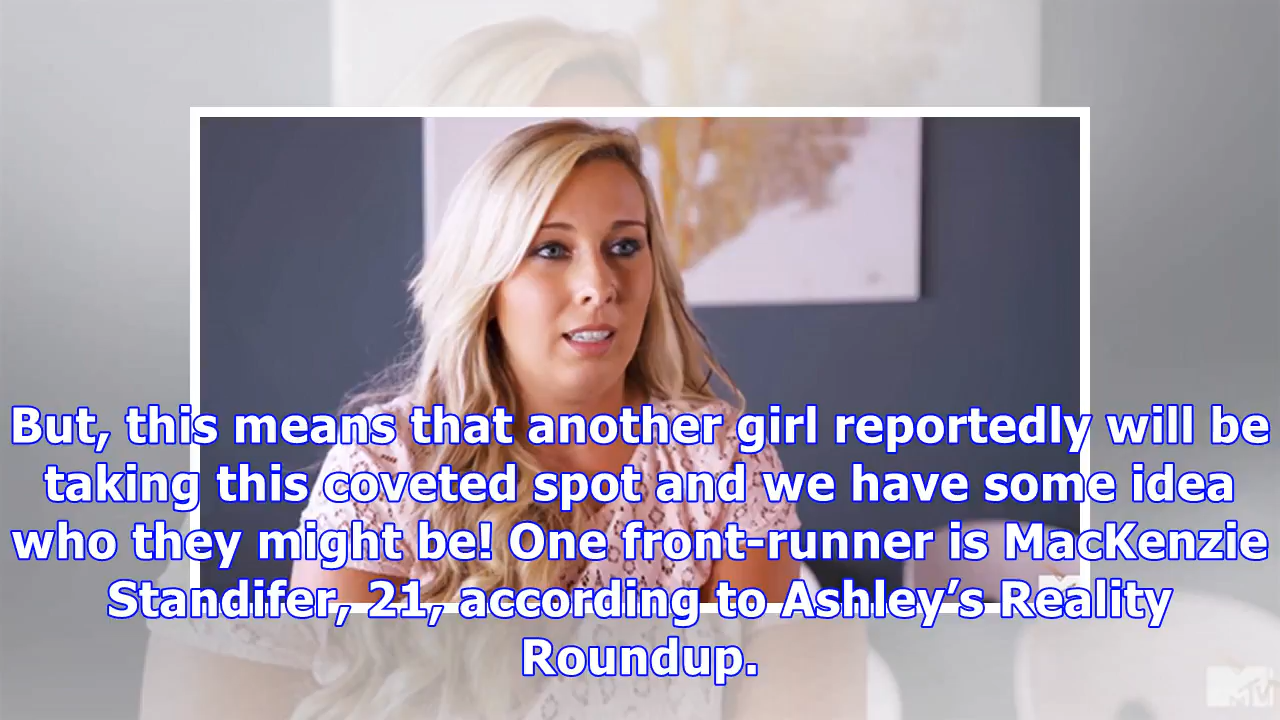 But, this means that another girl reportedly will be
taking this coveted spot and we have some idea
who they might be! One front-runner is MacKenzie
Standifer, 21, according to Ashley’s Reality
Roundup.
MTV